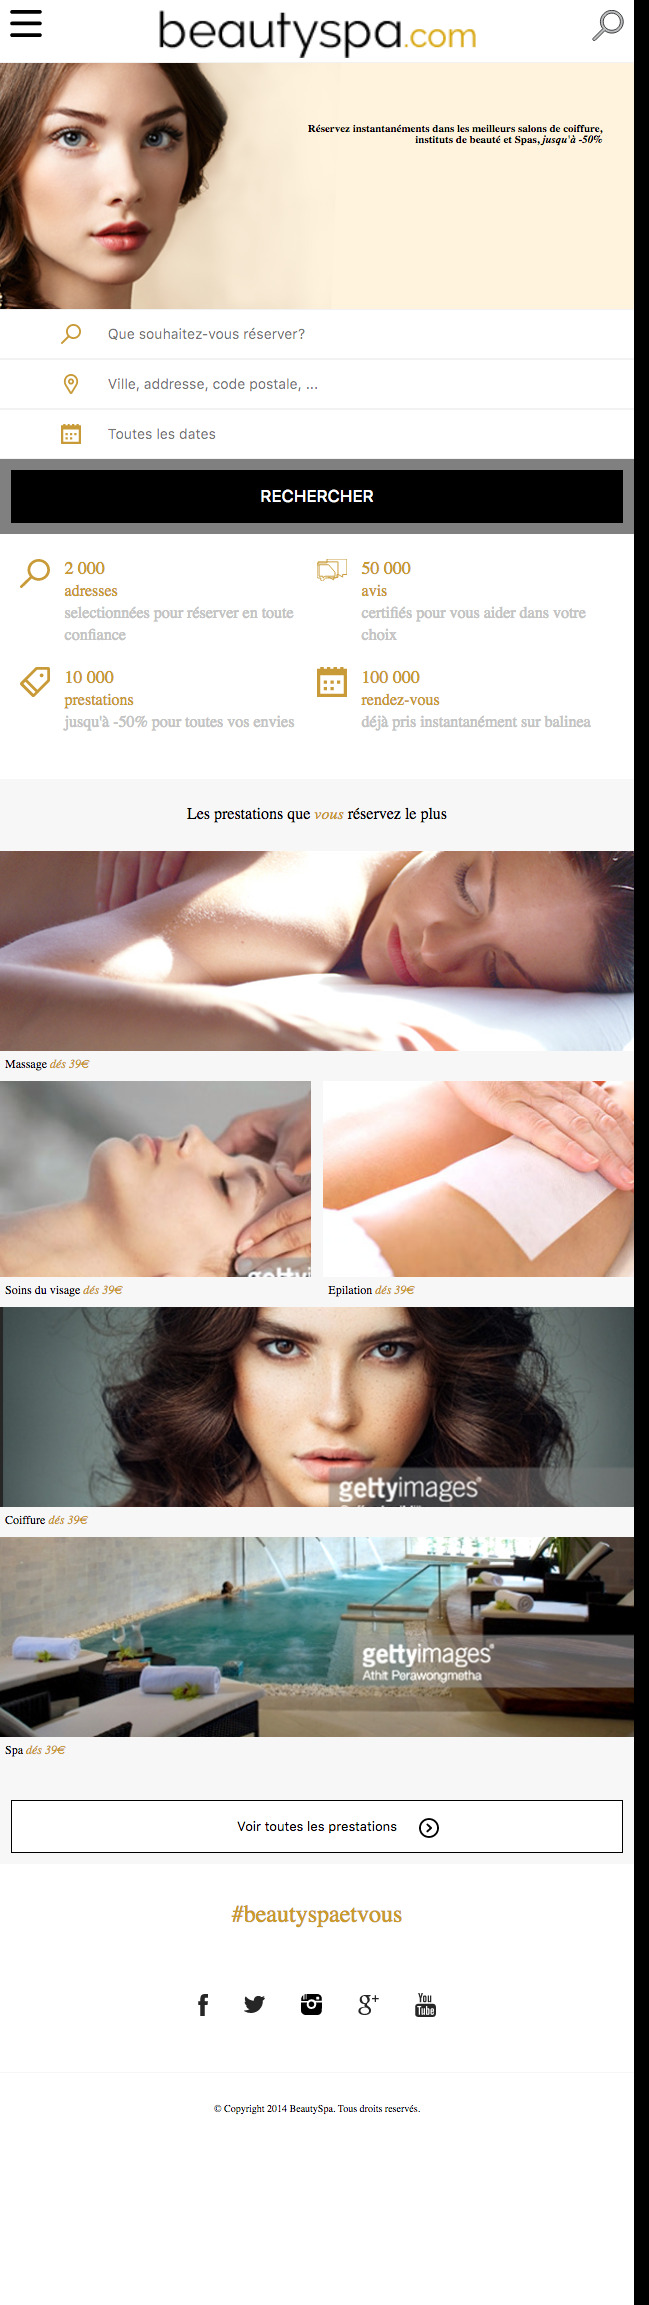 beautyspa.com
Réservez instantanéments dans les meilleurs salons de coiffure,
instituts de beauté et Spas, jusqu'à -50%
Que souhaitez-vous réserver?
Ville, addresse, code postale, ...
Toutes les dates
RECHERCHER
2 000
adresses
selectionnées pour réserver en toute
confiance
50 000
avis
certifiés pour vous aider dans votre
choix
10 000
prestations
jusqu'à -50% pour toutes vos envies
100 000
rendez-vous
déjà pris instantanément sur balinea
Les prestations que vous réservez le plus
Massage dés 39€
gettyi
Soins du visage dés 39€
Epilation dés 39€
gettyimages®
Coiffure dés 39€
gettyimages®
Athit Perawongmetha
Spa dés 39€
Voir toutes les prestations
#beautyspaetvous
You
Tube
© Copyright 2014 BeautySpa. Tous droits reservés.